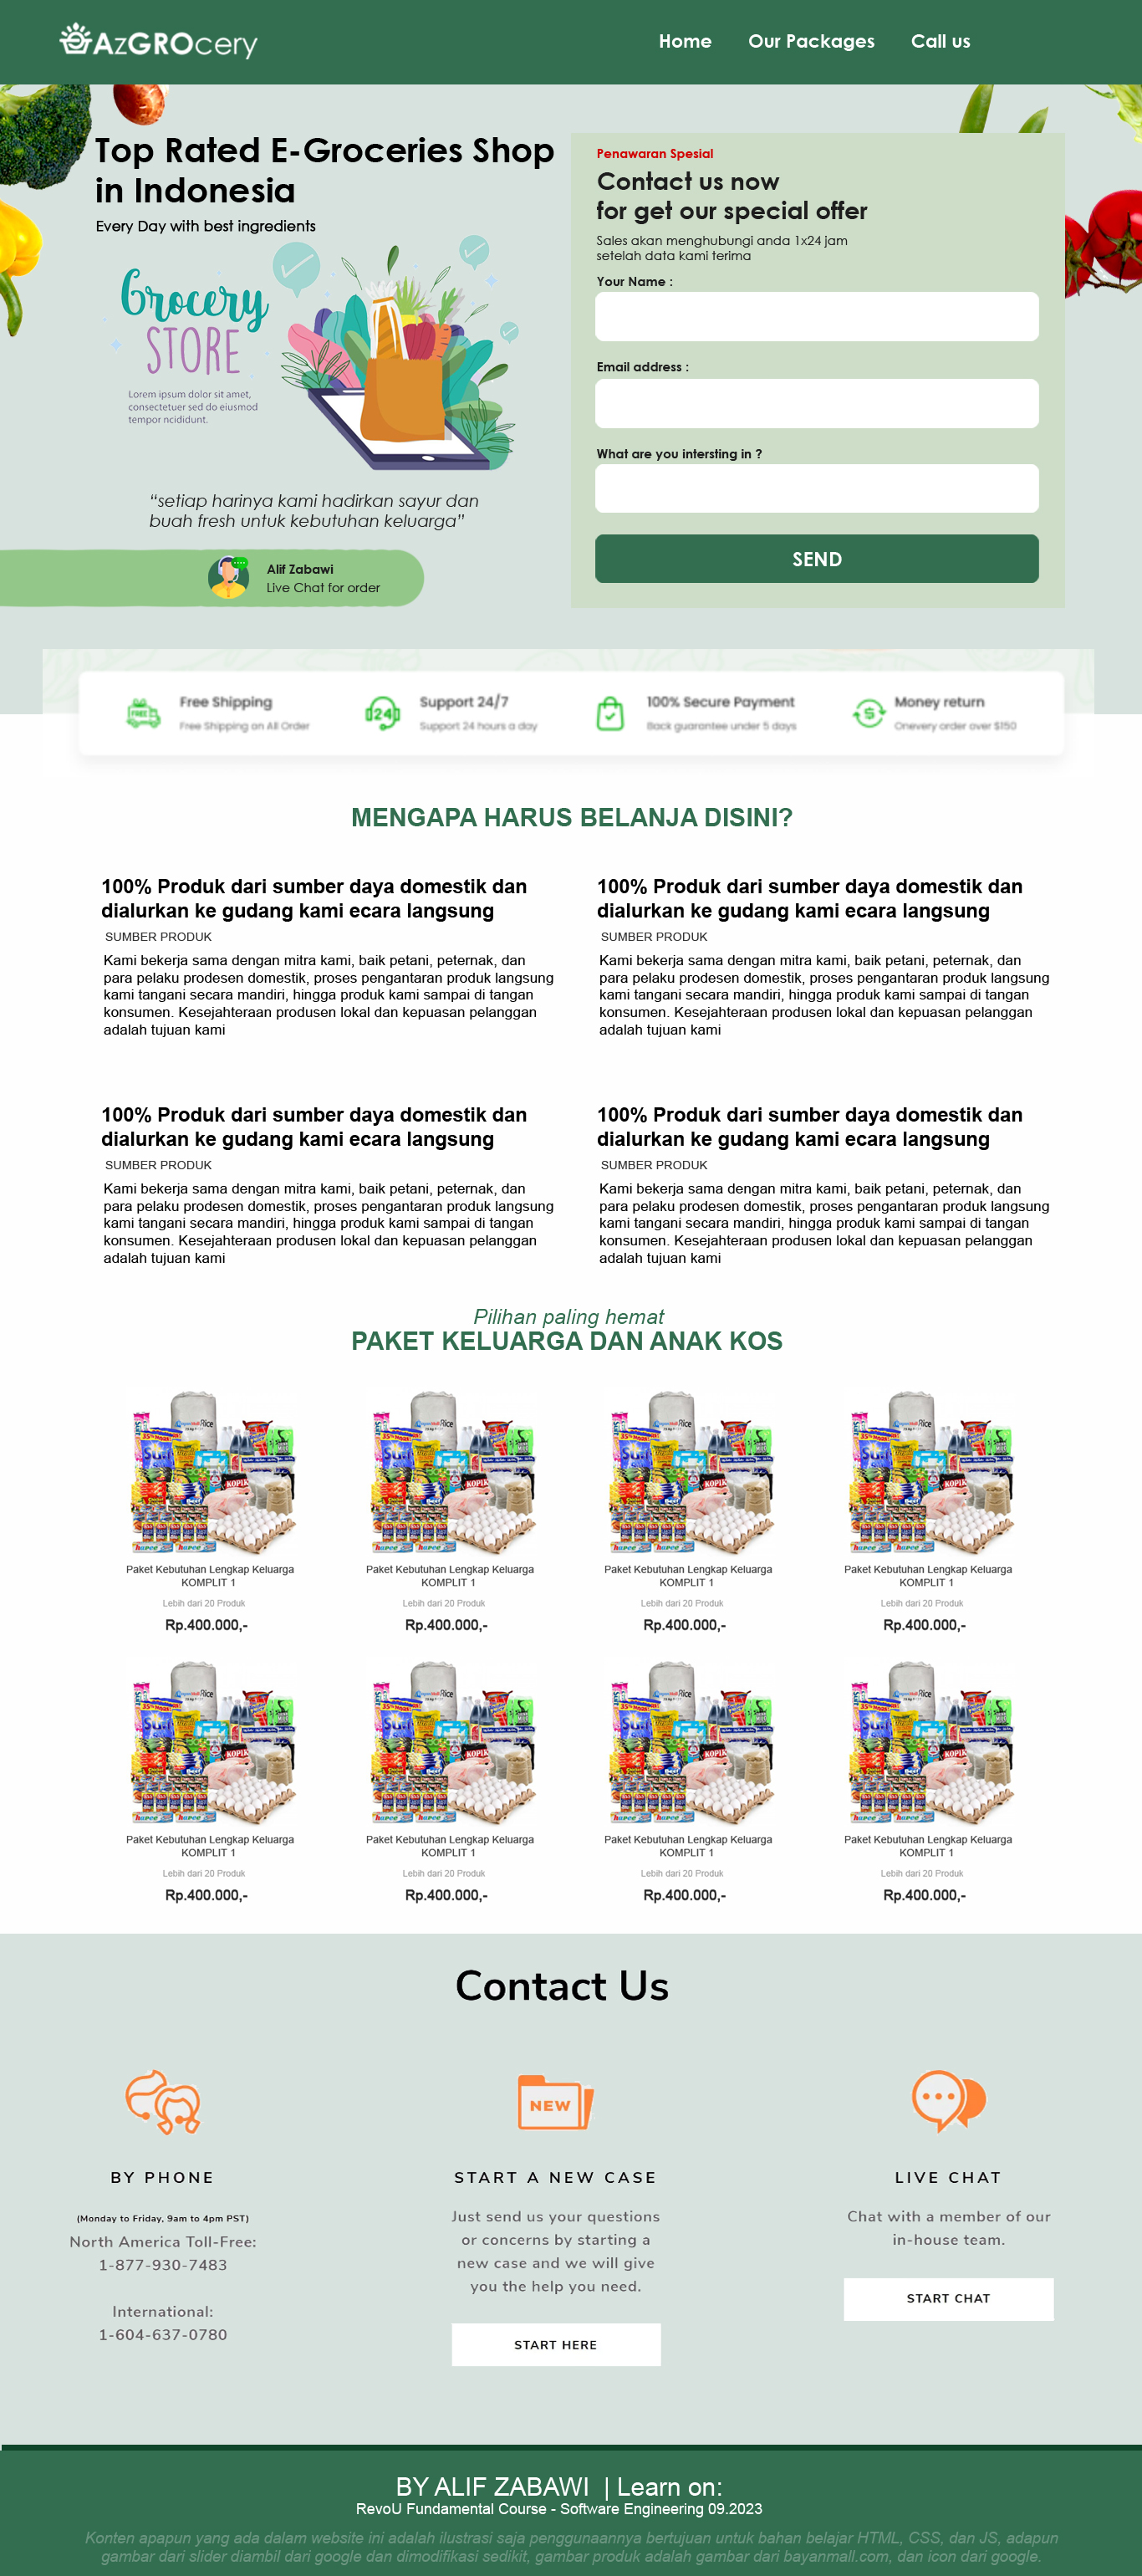 AzGROcery
Home
Our Packages
Call us
Top Rated E-Groceries Shop
in Indonesia
Every Day with best ingredients
Grocery
STORE
Lorem ipsum dolor sit amet,
consectetuer sed do eiusmod
tempor ncididunt.
“setiap harinya kami hadirkan sayur dan
buah fresh untuk kebutuhan keluarga”
Alif Zabawi
Live Chat for order
Penawaran Spesial
Contact us now
for get our special offer
Sales akan menghubungi anda 1x24 jam
setelah data kami terima
Your Name :
Email address :
What are you intersting in ?
SEND
FREE
Free Shipping
Free Shipping on All Order
24
Support 24/7
Support 24 hours a day
100% Secure Payment
Back guarantee under 5 days
$
Money return
Onevery order over $150
MENGAPA HARUS BELANJA DISINI?
100% Produk dari sumber daya domestik dan
dialurkan ke gudang kami ecara langsung
SUMBER PRODUK
Kami bekerja sama dengan mitra kami, baik petani, peternak, dan
para pelaku prodesen domestik, proses pengantaran produk langsung
kami tangani secara mandiri, hingga produk kami sampai di tangan
konsumen. Kesejahteraan produsen lokal dan kepuasan pelanggan
adalah tujuan kami
100% Produk dari sumber daya domestik dan
dialurkan ke gudang kami ecara langsung
SUMBER PRODUK
Kami bekerja sama dengan mitra kami, baik petani, peternak, dan
para pelaku prodesen domestik, proses pengantaran produk langsung
kami tangani secara mandiri, hingga produk kami sampai di tangan
konsumen. Kesejahteraan produsen lokal dan kepuasan pelanggan
adalah tujuan kami
100% Produk dari sumber daya domestik dan
dialurkan ke gudang kami ecara langsung
SUMBER PRODUK
Kami bekerja sama dengan mitra kami, baik petani, peternak, dan
para pelaku prodesen domestik, proses pengantaran produk langsung
kami tangani secara mandiri, hingga produk kami sampai di tangan
konsumen. Kesejahteraan produsen lokal dan kepuasan pelanggan
adalah tujuan kami
100% Produk dari sumber daya domestik dan
dialurkan ke gudang kami ecara langsung
SUMBER PRODUK
Kami bekerja sama dengan mitra kami, baik petani, peternak, dan
para pelaku prodesen domestik, proses pengantaran produk langsung
kami tangani secara mandiri, hingga produk kami sampai di tangan
konsumen. Kesejahteraan produsen lokal dan kepuasan pelanggan
adalah tujuan kami
Pilihan paling hemat
PAKET KELUARGA DAN ANAK KOS
Paket Kebutuhan Lengkap Keluarga
KOMPLIT 1
Lebih dari 20 Produk
Rp.400.000,-
Paket Kebutuhan Lengkap Keluarga
KOMPLIT 1
Lebih dari 20 Produk
Rp.400.000,-
Paket Kebutuhan Lengkap Keluarga
KOMPLIT 1
Lebih dari 20 Produk
Rp.400.000,-
Paket Kebutuhan Lengkap Keluarga
KOMPLIT 1
Lebih dari 20 Produk
Rp.400.000,-
Paket Kebutuhan Lengkap Keluarga
KOMPLIT 1
Lebih dari 20 Produk
Rp.400.000,-
Paket Kebutuhan Lengkap Keluarga
KOMPLIT 1
Lebih dari 20 Produk
Rp.400.000,-
Paket Kebutuhan Lengkap Keluarga
KOMPLIT 1
Lebih dari 20 Produk
Rp.400.000,-
Paket Kebutuhan Lengkap Keluarga
KOMPLIT 1
Lebih dari 20 Produk
Rp.400.000,-
Contact Us
BY PHONE
(Monday to Friday, 9am to 4pm PST)
North America Toll-Free:
1-877-930-7483
International:
1-604-637-0780
NEW
START A NEW CASE
Just send us your questions
or concerns by starting a
new case and we will give
you the help you need.
START HERE
LIVE CHAT
Chat with a member of our
in-house team.
START CHAT
BY ALIF ZABAWI | Learn on:
RevoU Fundamental Course - Software Engineering 09.2023
Konten apapun yang ada dalam website ini adalah ilustrasi saja penggunaannya bertujuan untuk bahan belajar HTML, CSS, dan JS, adapun
gambar dari slider diambil dari google dan dimodifikasi sedikit, gambar produk adalah gambar dari bayanmall.com, dan icon dari google.